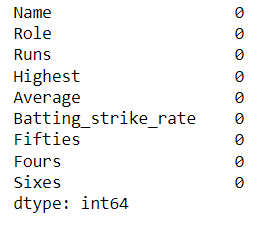 Name 0
Role 0
Runs 0
Highest 0
Average 0
Batting_strike_rate 0
Fifties 0
Fours 0
Sixes 0
dtype: int64